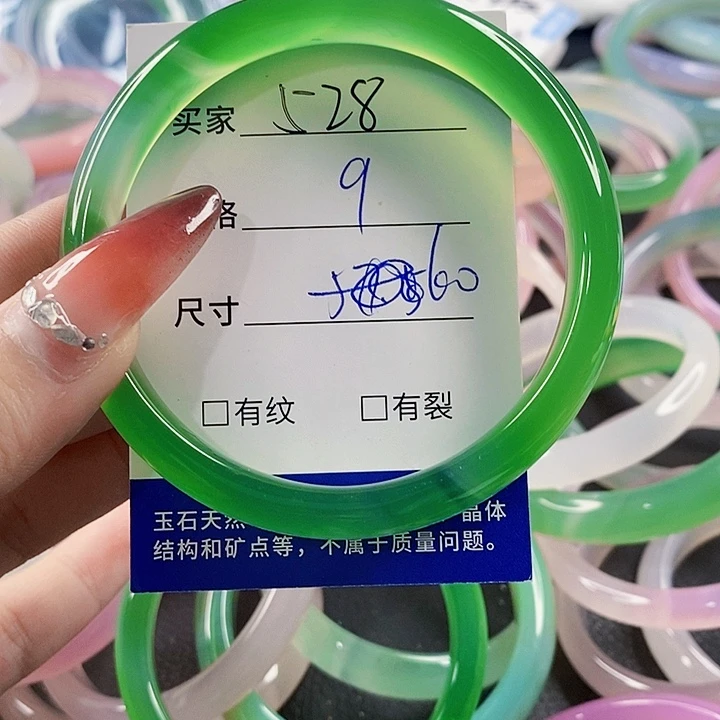 买家 528
格 9
尺寸 60
□有纹 □有裂
玉石天然 晶体
结构和矿点等，不属于质量问题。